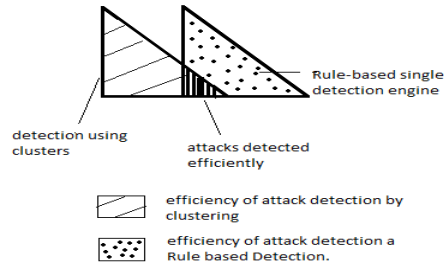 Rule-based single
detection engine
detection using
clusters
attacks detected
efficiently
efficiency of attack detection by
clustering
efficiency of attack detection a
Rule based Detection.